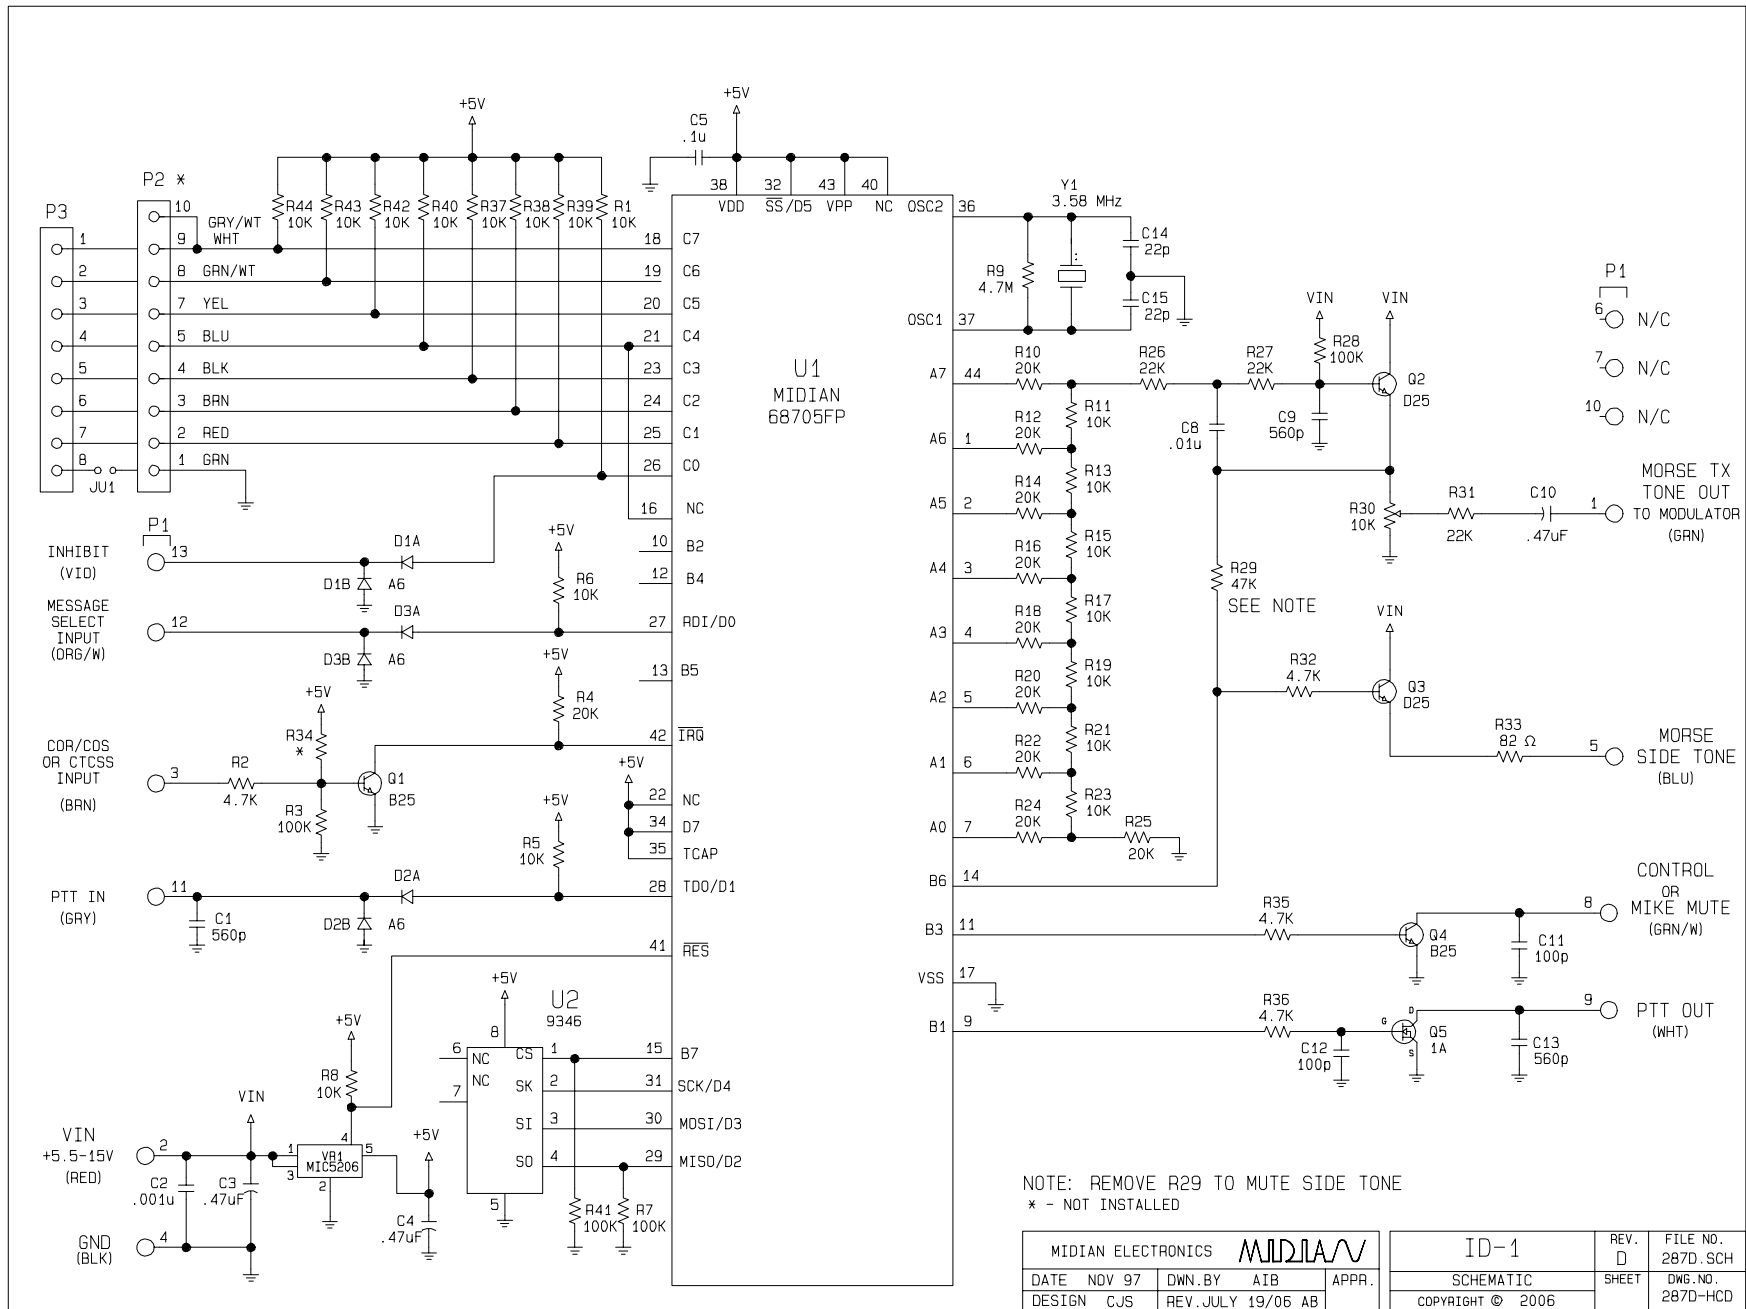 +5V
+5V
C5
.1u
P2 *
P3
10
GRY/WT
9 WHT
8 GRN/WT
7 YEL
5 BLU
4 BLK
3 BRN
2 RED
1 GRN
1
2
3
4
5
6
7
8
JU1
R44
10K
R43
10K
R42
10K
R40
10K
R37
10K
R38
10K
R39
10K
R1
10K
38
32
43
40
VDD
SS/D5
VPP
NC
OSC2
36
18 C7
19 C6
20 C5
21 C4
23 C3
24 C2
25 C1
26 C0
16 NC
10 B2
12 B4
27 RDI/D0
13 B5
42 IRQ
22 NC
34 D7
35 TCAP
28 TDO/D1
41 RES
15 B7
31 SCK/D4
30 MOSI/D3
29 MISO/D2
U1
MIDIAN
68705FP
OSC1 37
A7 44
A6 1
A5 2
A4 3
A3 4
A2 5
A1 6
A0 7
B6 14
B3 11
VSS 17
B1 9
Y1
3.58 MHz
R9
4.7M
C14
22p
C15
22p
R10
20K
R11
10K
R12
20K
R13
10K
R14
20K
R15
10K
R16
20K
R17
10K
R18
20K
R19
10K
R20
20K
R21
10K
R22
20K
R23
10K
R24
20K
R25
20K
R26
22K
R27
22K
C8
.01u
VIN
VIN
R28
100K
C9
560p
Q2
D25
P1
6 N/C
7 N/C
10 N/C
R30
10K
R31
22K
C10
.47uF
1
MORSE TX
TONE OUT
TO MODULATOR
(GRN)
R29
47K
SEE NOTE
VIN
R32
4.7K
Q3
D25
R33
82 Ω
5
MORSE
SIDE TONE
(BLU)
R35
4.7K
Q4
B25
C11
100p
8
CONTROL
OR
MIKE MUTE
(GRN/W)
R36
4.7K
C12
100p
G
D
S
Q5
1A
C13
560p
9
PTT OUT
(WHT)
P1
INHIBIT
(VIO)
13
D1A
D1B
A6
MESSAGE
SELECT
INPUT
(ORG/W)
12
D3A
D3B
A6
+5V
R6
10K
+5V
R4
20K
+5V
R34
*
COR/COS
OR CTCSS
INPUT
(BRN)
3
R2
4.7K
R3
100K
Q1
B25
+5V
+5V
R5
10K
PTT IN
(GRY)
11
C1
560p
D2A
D2B
A6
+5V
U2
9346
8
6 NC
7 NC
CS 1
SK 2
SI 3
SO 4
5
R41
100K
R7
100K
+5V
R8
10K
VIN
VIN
+5.5-15V
(RED)
2
C2
.001u
C3
.47uF
1
3
4
5
2
VR1
MIC5206
+5V
C4
.47uF
GND
(BLK)
4
NOTE: REMOVE R29 TO MUTE SIDE TONE
* - NOT INSTALLED
MIDIAN ELECTRONICS MIDIAN
DATE NOV 97 DWN.BY AIB APPR.
DESIGN CJS REV.JULY 19/06 AB
ID-1
SCHEMATIC
COPYRIGHT © 2006
REV.
D
SHEET
FILE NO.
287D.SCH
DWG.NO.
287D-HCD